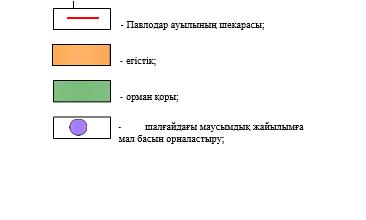 - Павлодар ауылының шекарасы;
- егістік;
- орман қоры;
- шалғайдағы маусымдық жайылымға
мал басын орналастыру;